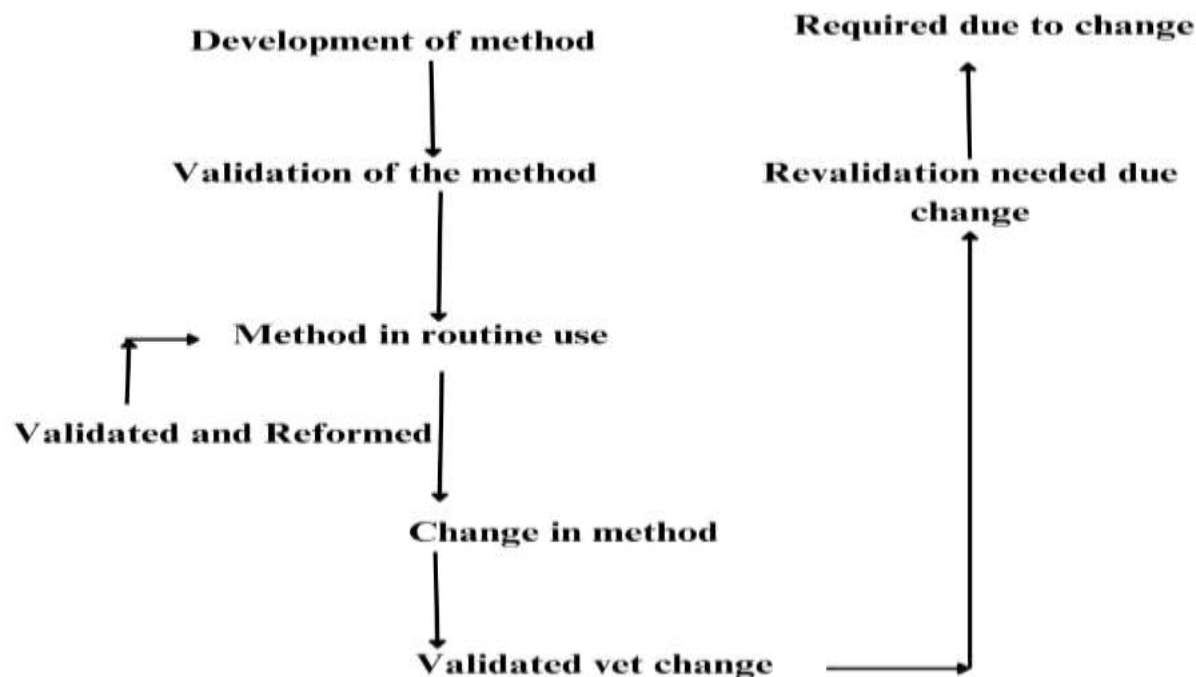 Development of method
Validation of the method
Method in routine use
Validated and Reformed
Change in method
Validated vet change
Revalidation needed due
change
Required due to change